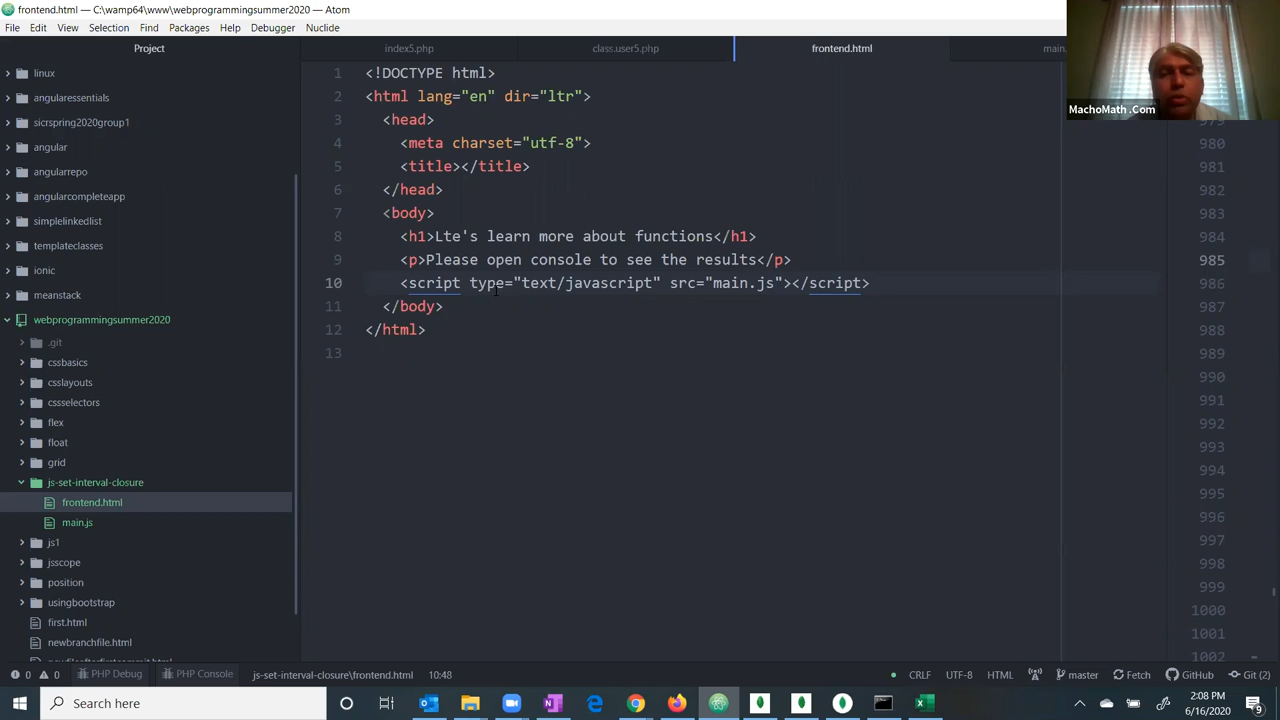 frontend.html — C:\wamp64\www\webprogrammingsummer2020 — Atom
File Edit View Selection Find Packages Help Debugger Nuclide
Project
index5.php
class.user5.php
frontend.html
main.
linux
angularessentials
sicrspring2020group1
angular
angularrepo
angularcompleteapp
simplelinkedlist
templateclasses
ionic
meanstack
webprogrammingsummer2020
.git
cssbasics
csslayouts
cssselectors
flex
float
grid
js-set-interval-closure
frontend.html
main.js
js1
jsscope
position
usingbootstrap
first.html
newbranchfile.html
1 <!DOCTYPE html>
2 <html lang="en" dir="ltr">
3 <head>
4 <meta charset="utf-8">
5 <title></title>
6 </head>
7 <body>
8 <h1>Lte's learn more about functions</h1>
9 <p>Please open console to see the results</p>
10 <script type="text/javascript" src="main.js"></script>
11 </body>
12 </html>
13
MachoMath .Com
980
981
982
983
984
985
986
987
988
989
990
991
992
993
994
995
996
997
998
999
1000
1001
1002
0 0 PHP Debug PHP Console js-set-interval-closure\frontend.html 10:48 CRLF UTF-8 HTML master Fetch GitHub Git (2)
Search here
2:08 PM
6/16/2020
9